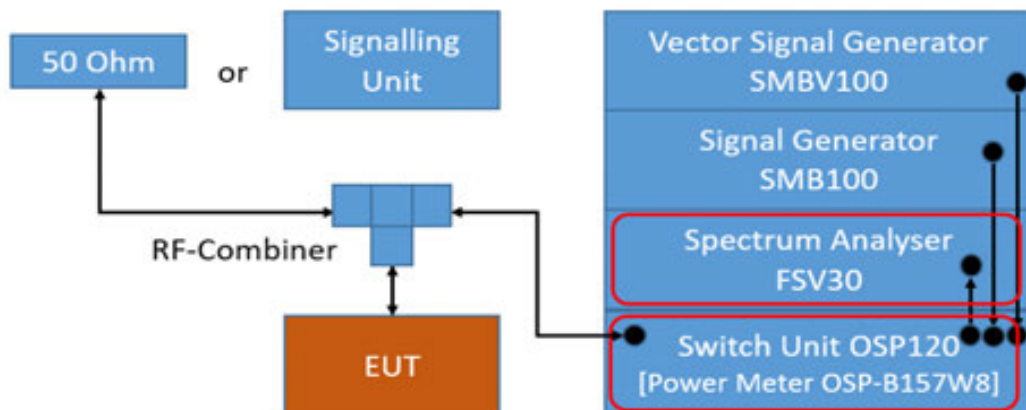 50 Ohm
or
Signalling
Unit
Vector Signal Generator
SMBV100
Signal Generator
SMB100
RF-Combiner
Spectrum Analyser
FSV30
EUT
Switch Unit OSP120
[Power Meter OSP-B157W8]